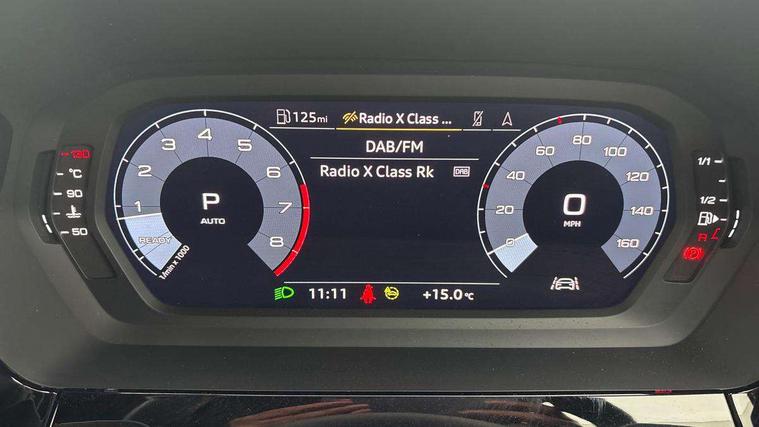 125mi Radio X Class ...
DAB/FM
Radio X Class Rk DAB
130
°C
90
50
1
2
3
4
5
6
7
8
READY
1/min x 1000
P
AUTO
0
20
40
60
80
100
120
140
160
0
MPH
1/1
1/2
R
11:11 +15.0°C